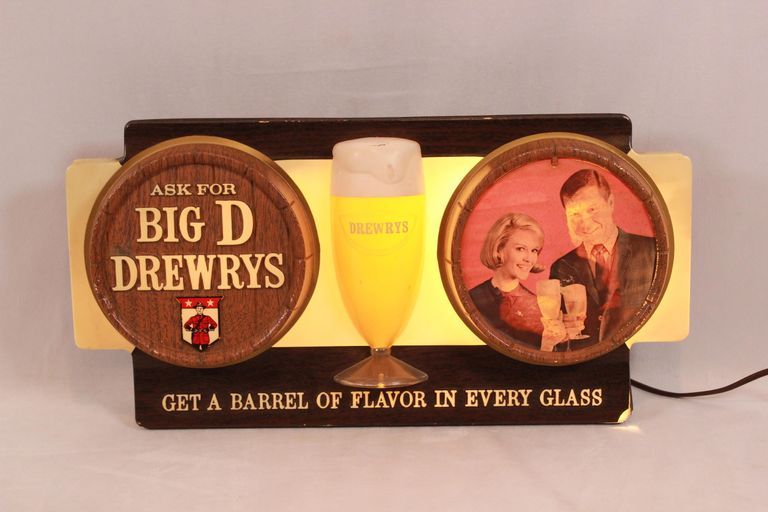 ASK FOR
BIG D
DREWRYS
DREWRYS
GET A BARREL OF FLAVOR IN EVERY GLASS